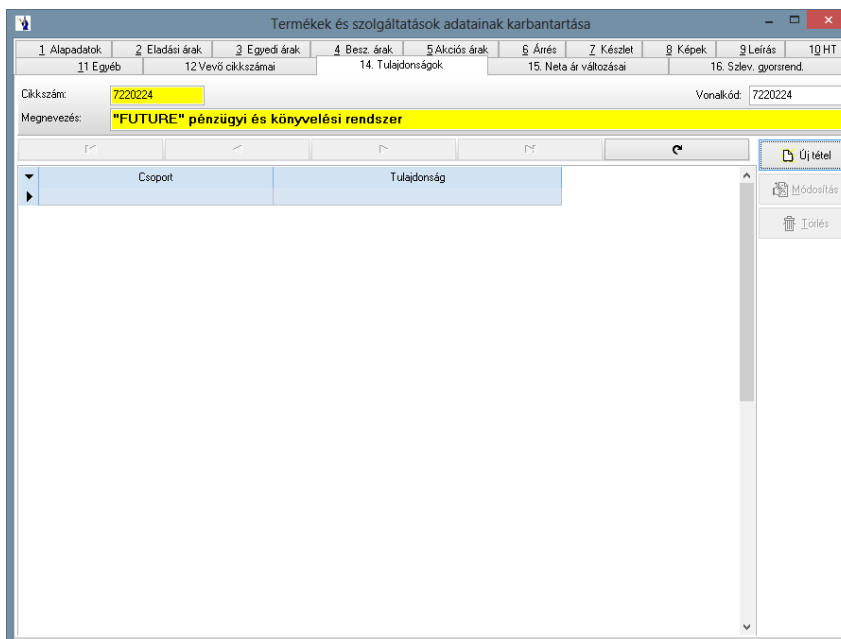 Termékek és szolgáltatások adatainak karbantartása
1 Alapadatok 2 Eladási árak 3 Egyedi árak 4 Besz. árak 5 Akciós árak 6 Árrés 7 Készlet 8 Képek 9 Leírás 10 HT
11 Egyéb 12 Vevő cikkszámai 14. Tulajdonságok 15. Neta ár változásai 16. Szlev. gyorsrend.
Cikkszám: 7220224 Vonalkód: 7220224
Megnevezés: "FUTURE" pénzügyi és könyvelési rendszer
Új tétel
Csoport Tulajdonság
Módosítás
Törlés